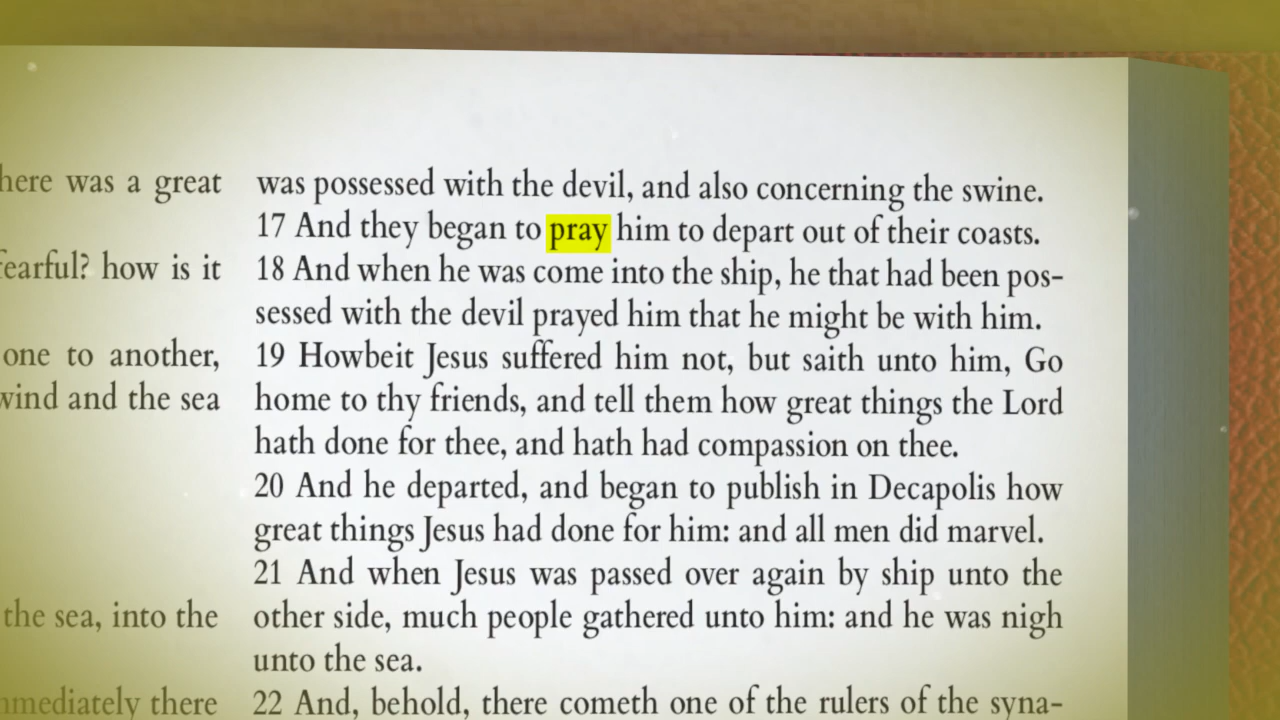 here was a great
fearful? how is it
one to another,
wind and the sea
the sea, into the
mmediately there
was possessed with the devil, and also concerning the swine.
17 And they began to pray him to depart out of their coasts.
18 And when he was come into the ship, he that had been pos-
sessed with the devil prayed him that he might be with him.
19 Howbeit Jesus suffered him not, but saith unto him, Go
home to thy friends, and tell them how great things the Lord
hath done for thee, and hath had compassion on thee.
20 And he departed, and began to publish in Decapolis how
great things Jesus had done for him: and all men did marvel.
21 And when Jesus was passed over again by ship unto the
other side, much people gathered unto him: and he was nigh
unto the sea.
22 And, behold, there cometh one of the rulers of the syna-